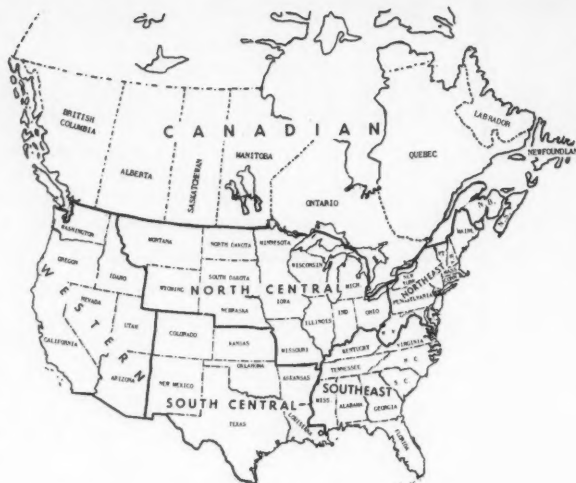 LABRADOR
BRITISH
COLUMBIA
CANADIAN
NEWFOUNDLAND
QUEBEC
MANITOBA
ALBERTA
SASKATCHEWAN
ONTARIO
N. B.
MAINE
WASHINGTON
MONTANA
NORTH DAKOTA
MINNESOTA
OREGON
IDAHO
WISCONSIN
SOUTH DAKOTA
MICH.
NEW
YORK
NORTHEAST
WYOMING
NORTH CENTRAL
PENNSYLVANIA
WESTERN
NEVADA
NEBRASKA
IOWA
ILLINOIS
IND
OHIO
UTAH
COLORADO
KANSAS
MISSOURI
KENTUCKY
VIRGINIA
CALIFORNIA
TENNESSEE
N C
OKLAHOMA
ARKANSAS
S C
ARIZONA
NEW MEXICO
SOUTHEAST
SOUTH CENTRAL
MISS.
ALABAMA
GEORGIA
TEXAS
LOUISIANA
FLORIDA